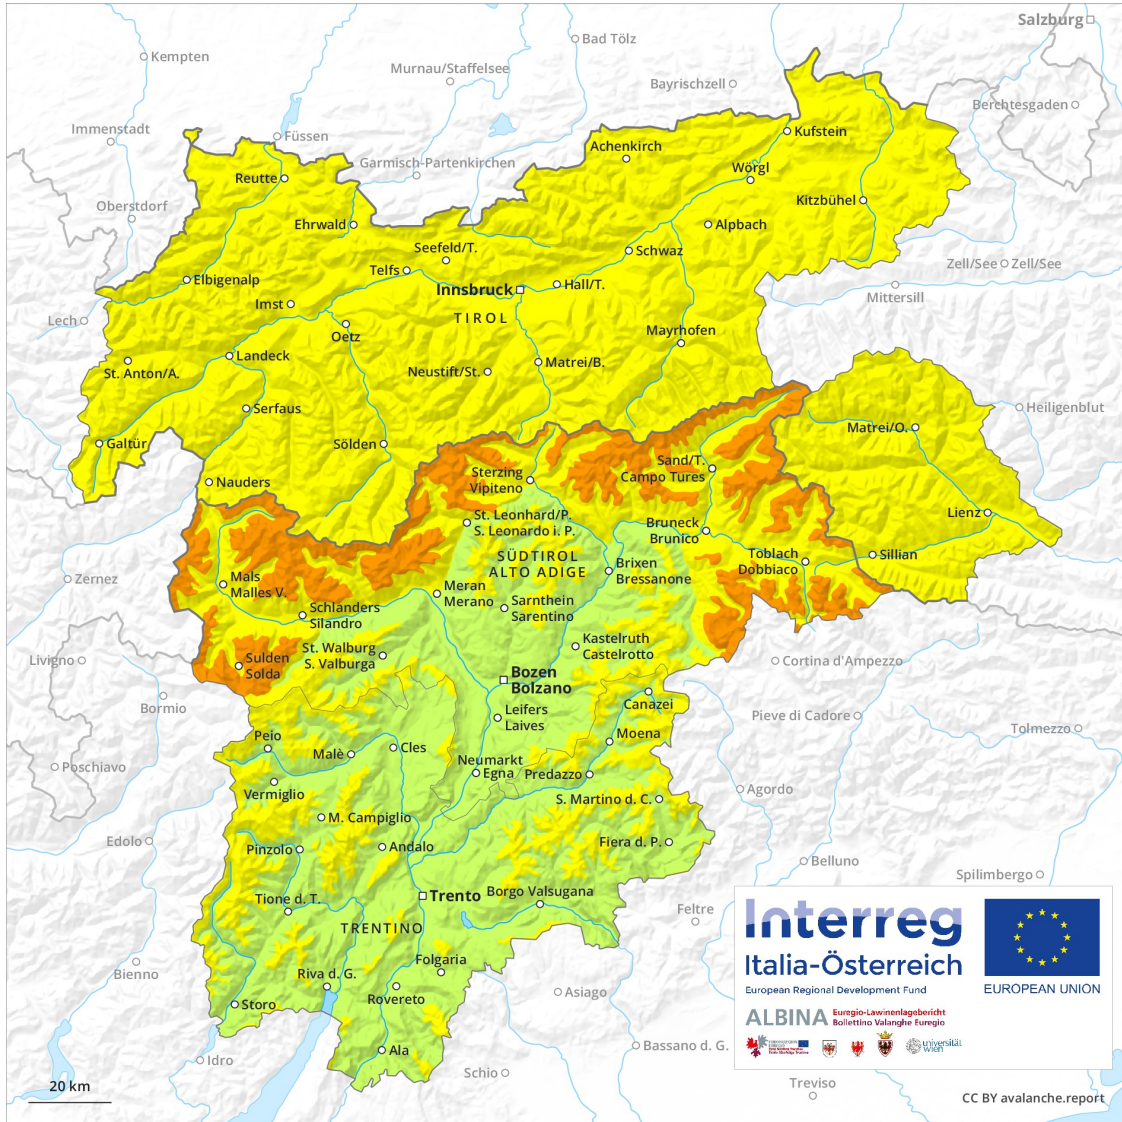 Salzburg
Bad Tölz
Kempten
Murnau/Staffelsee
Bayrischzell
Berchtesgaden
Immenstadt
Füssen
Kufstein
Achenkirch
Garmisch-Partenkirchen
Wörgl
Reutte
Oberstdorf
Kitzbühel
Ehrwald
Alpbach
Seefeld/T.
Schwaz
Telfs
Zell/See
Zell/See
Elbigenalp
Innsbruck
Hall/T.
Mittersill
Imst
TIROL
Lech
Oetz
Mayrhofen
Landeck
Matrei/B.
St. Anton/A.
Neustift/St.
Serfaus
Heiligenblut
Matrei/O.
Galtür
Sölden
Sand/T.
Campo Tures
Sterzing
Vipiteno
Nauders
Lienz
St. Leonhard/P.
S. Leonardo i. P.
Bruneck
Brunico
SÜDTIROL
ALTO ADIGE
Toblach
Dobbiaco
Sillian
Brixen
Bressanone
Zernez
Mals
Malles V.
Meran
Merano
Sarnthein
Sarentino
Schlanders
Silandro
Kastelruth
Castelrotto
St. Walburg
S. Valburga
Livigno
Sulden
Solda
Cortina d'Ampezzo
Bozen
Bolzano
Bormio
Canazei
Leifers
Laives
Pieve di Cadore
Tolmezzo
Peio
Moena
Malè
Cles
Poschiavo
Neumarkt
Egna
Predazzo
Vermiglio
Agordo
S. Martino d. C.
M. Campiglio
Edolo
Pinzolo
Andalo
Fiera d. P.
Belluno
Spilimbergo
Trento
Borgo Valsugana
Tione d. T.
Feltre
TRENTINO
Folgaria
Bienno
Riva d. G.
Rovereto
Asiago
Storo
Bassano d. G.
Ala
Idro
Schio
Treviso
20 km
Interreg
Italia-Österreich
European Regional Development Fund
EUROPEAN UNION
ALBINA
Euregio-Lawinenlagebericht
Bollettino Valanghe Euregio
universität
wien
CC BY avalanche.report